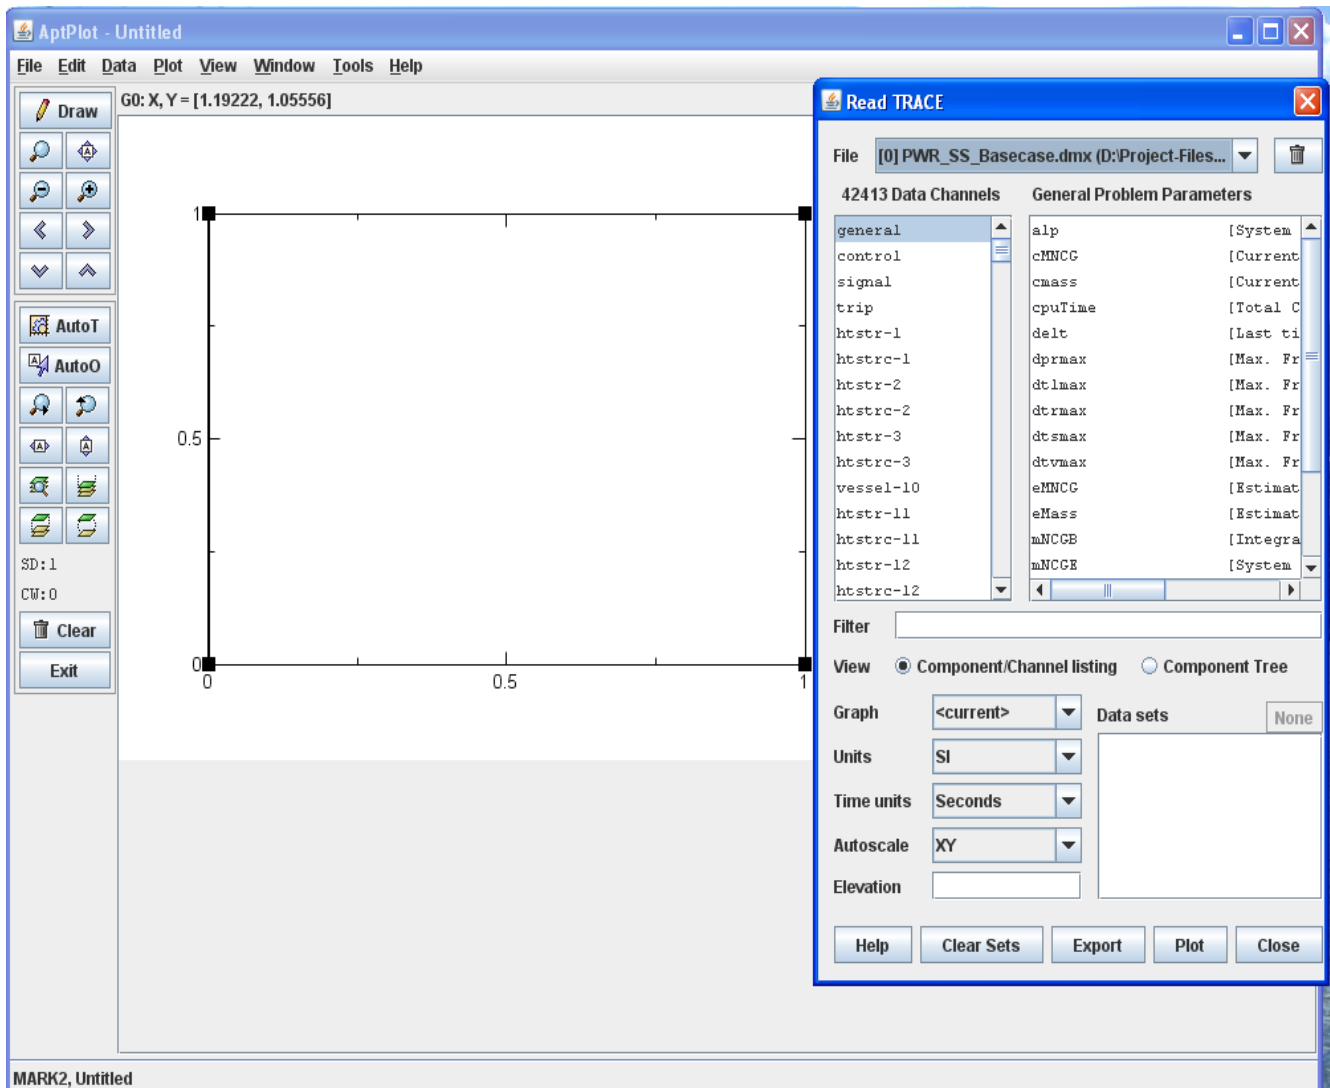 AptPlot - Untitled
File Edit Data Plot View Window Tools Help
Draw
G0: X, Y = [1.19222, 1.05556]
AutoT
AutoO
SD:1
CW:0
Clear
Exit
1
0.5
0
0 0.5 1
Read TRACE
File [0] PWR_SS_Basecase.dmx (D:\Project-Files...
42413 Data Channels General Problem Parameters
general alp [System
control cMNCG [Current
signal cmass [Current
trip cpuTime [Total C
htstr-1 delt [Last ti
htstrc-1 dprmax [Max. Fr
htstr-2 dtlmax [Max. Fr
htstrc-2 dtrmax [Max. Fr
htstr-3 dtsmax [Max. Fr
htstrc-3 dtvmax [Max. Fr
vessel-10 eMNCG [Estimat
htstr-11 eMass [Estimat
htstrc-11 mNCGB [Integra
htstr-12 mNCGE [System
htstrc-12
Filter
View Component/Channel listing Component Tree
Graph <current> Data sets None
Units SI
Time units Seconds
Autoscale XY
Elevation
Help Clear Sets Export Plot Close
MARK2, Untitled